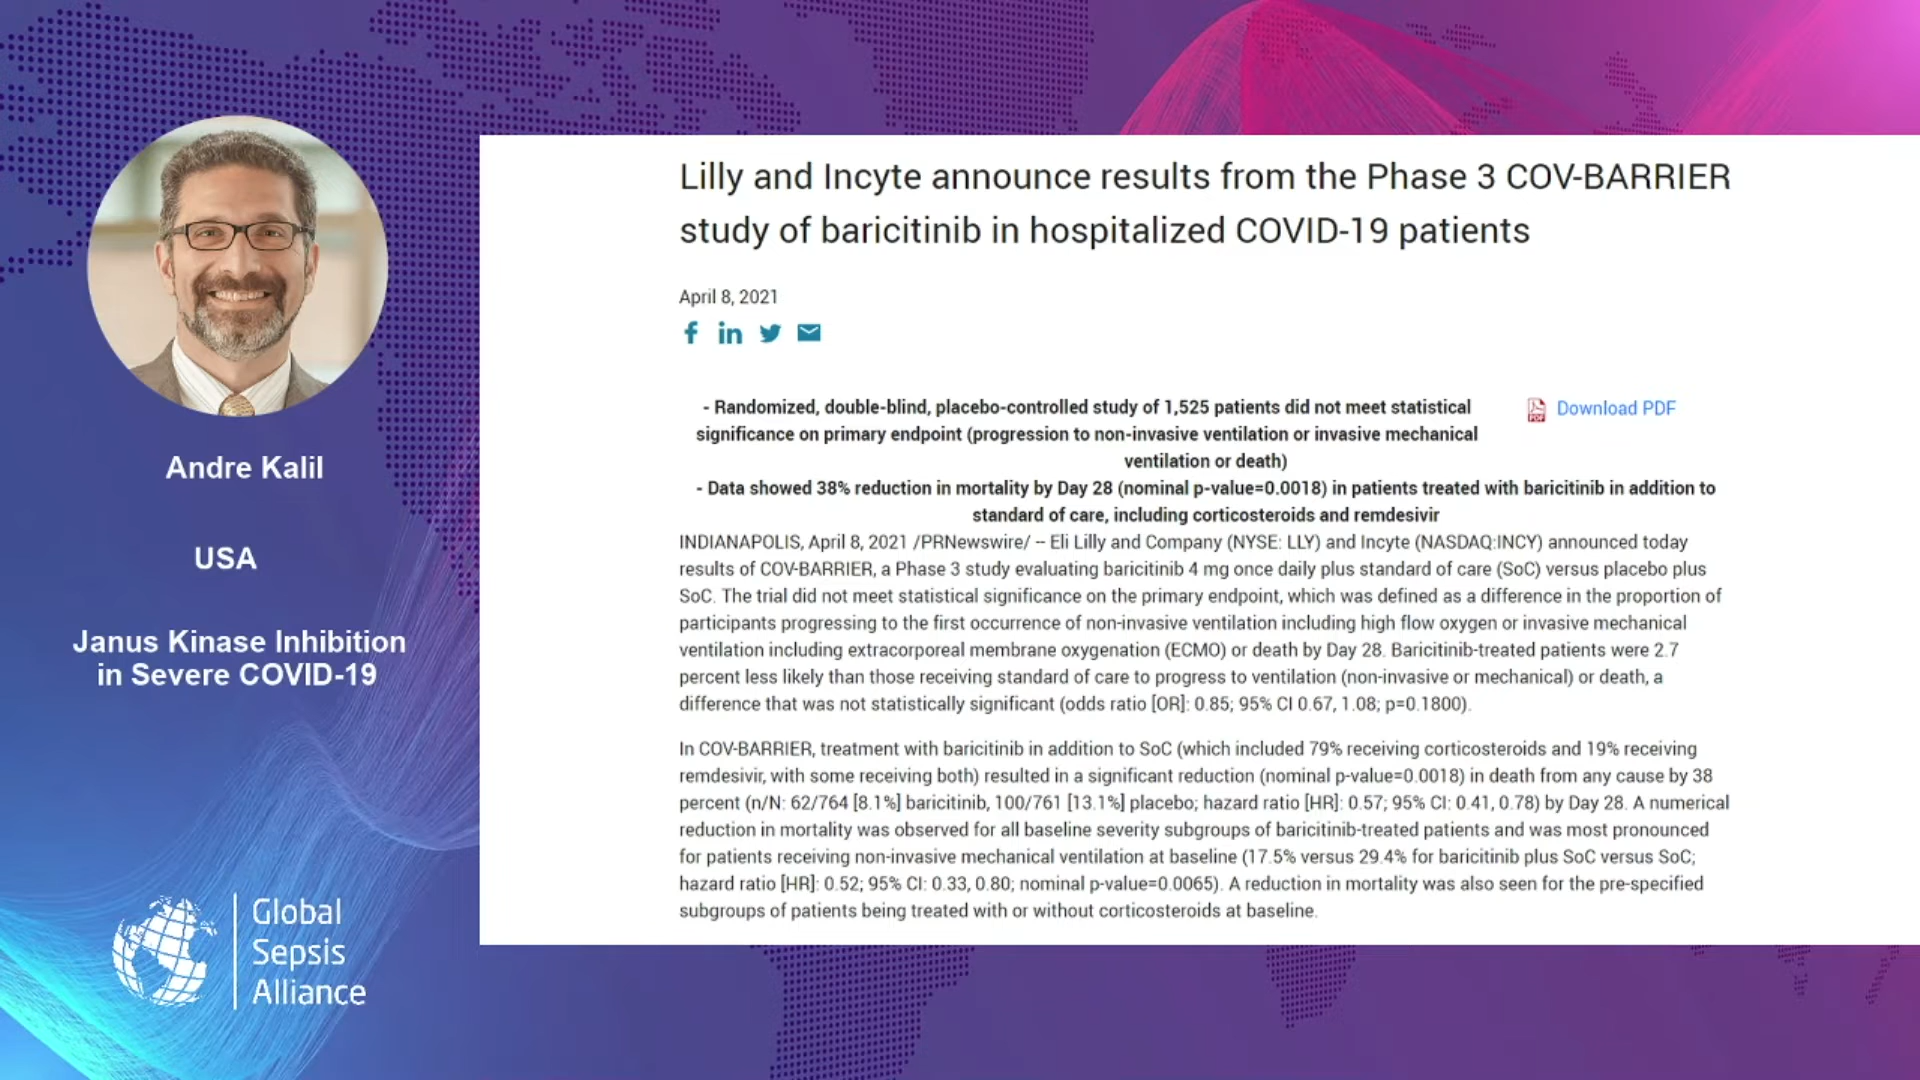 Andre Kalil
USA
Janus Kinase Inhibition
in Severe COVID-19
Global
Sepsis
Alliance
Lilly and Incyte announce results from the Phase 3 COV-BARRIER
study of baricitinib in hospitalized COVID-19 patients
April 8, 2021
- Randomized, double-blind, placebo-controlled study of 1,525 patients did not meet statistical
significance on primary endpoint (progression to non-invasive ventilation or invasive mechanical
ventilation or death)
PDF Download PDF
- Data showed 38% reduction in mortality by Day 28 (nominal p-value=0.0018) in patients treated with baricitinib in addition to
standard of care, including corticosteroids and remdesivir
INDIANAPOLIS, April 8, 2021 /PRNewswire/ -- Eli Lilly and Company (NYSE: LLY) and Incyte (NASDAQ:INCY) announced today
results of COV-BARRIER, a Phase 3 study evaluating baricitinib 4 mg once daily plus standard of care (SoC) versus placebo plus
SoC. The trial did not meet statistical significance on the primary endpoint, which was defined as a difference in the proportion of
participants progressing to the first occurrence of non-invasive ventilation including high flow oxygen or invasive mechanical
ventilation including extracorporeal membrane oxygenation (ECMO) or death by Day 28. Baricitinib-treated patients were 2.7
percent less likely than those receiving standard of care to progress to ventilation (non-invasive or mechanical) or death, a
difference that was not statistically significant (odds ratio [OR]: 0.85; 95% CI 0.67, 1.08; p=0.1800).
In COV-BARRIER, treatment with baricitinib in addition to SoC (which included 79% receiving corticosteroids and 19% receiving
remdesivir, with some receiving both) resulted in a significant reduction (nominal p-value=0.0018) in death from any cause by 38
percent (n/N: 62/764 [8.1%] baricitinib, 100/761 [13.1%] placebo; hazard ratio [HR]: 0.57; 95% CI: 0.41, 0.78) by Day 28. A numerical
reduction in mortality was observed for all baseline severity subgroups of baricitinib-treated patients and was most pronounced
for patients receiving non-invasive mechanical ventilation at baseline (17.5% versus 29.4% for baricitinib plus SoC versus SoC;
hazard ratio [HR]: 0.52; 95% CI: 0.33, 0.80; nominal p-value=0.0065). A reduction in mortality was also seen for the pre-specified
subgroups of patients being treated with or without corticosteroids at baseline.